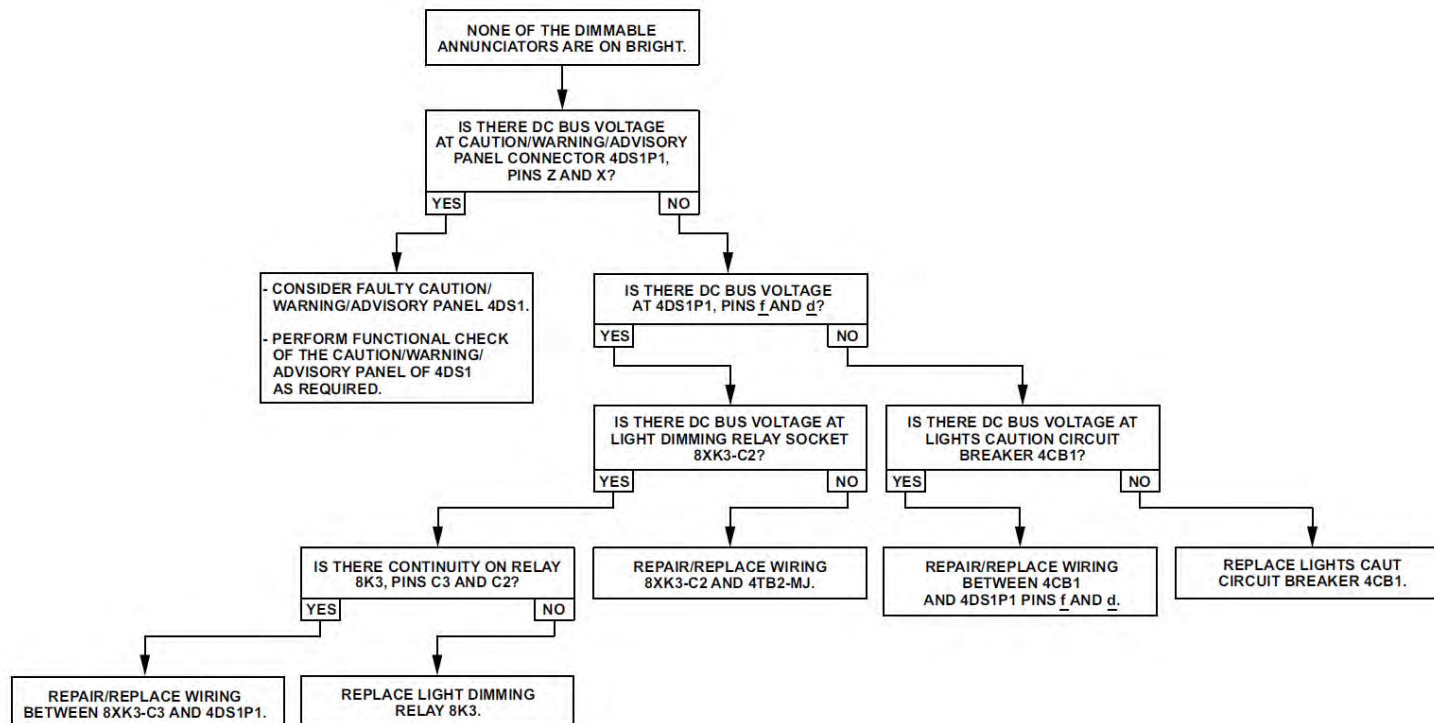 NONE OF THE DIMMABLE
ANNUNCIATORS ARE ON BRIGHT.
IS THERE DC BUS VOLTAGE
AT CAUTION/WARNING/ADVISORY
PANEL CONNECTOR 4DS1P1,
PINS Z AND X?
YES
NO
- CONSIDER FAULTY CAUTION/
WARNING/ADVISORY PANEL 4DS1.
- PERFORM FUNCTIONAL CHECK
OF THE CAUTION/WARNING/
ADVISORY PANEL OF 4DS1
AS REQUIRED.
IS THERE DC BUS VOLTAGE
AT 4DS1P1, PINS f AND d?
YES
NO
IS THERE DC BUS VOLTAGE AT
LIGHT DIMMING RELAY SOCKET
8XK3-C2?
YES
NO
IS THERE DC BUS VOLTAGE AT
LIGHTS CAUTION CIRCUIT
BREAKER 4CB1?
YES
NO
IS THERE CONTINUITY ON RELAY
8K3, PINS C3 AND C2?
YES
NO
REPAIR/REPLACE WIRING
8XK3-C2 AND 4TB2-MJ.
REPAIR/REPLACE WIRING
BETWEEN 4CB1
AND 4DS1P1 PINS f AND d.
REPLACE LIGHTS CAUT
CIRCUIT BREAKER 4CB1.
REPAIR/REPLACE WIRING
BETWEEN 8XK3-C3 AND 4DS1P1.
REPLACE LIGHT DIMMING
RELAY 8K3.